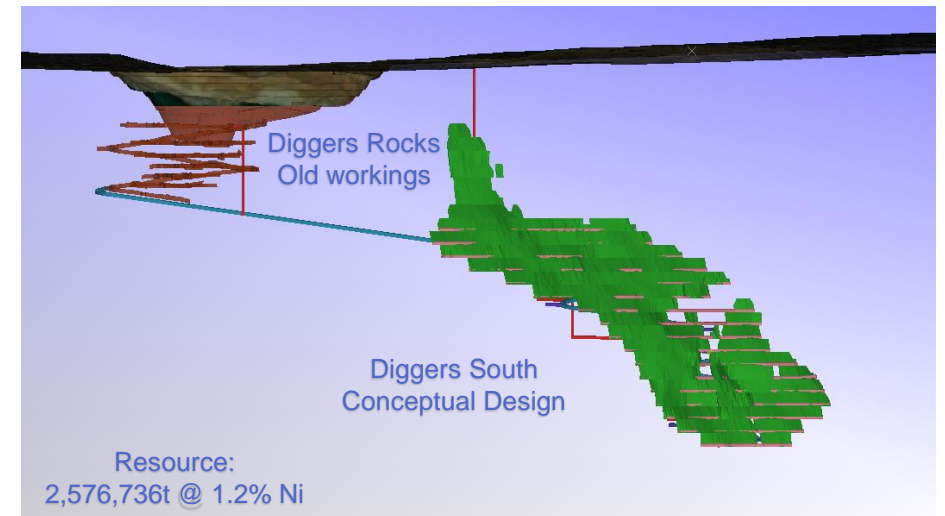 Diggers Rocks
Old workings
Diggers South
Conceptual Design
Resource:
2,576,736t @ 1.2% Ni